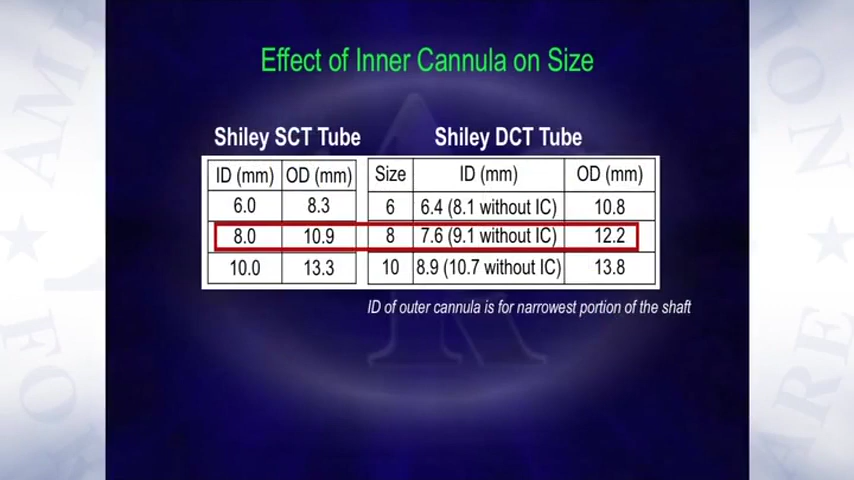 Effect of Inner Cannula on Size
Shiley SCT Tube
ID (mm) OD (mm)
6.0 8.3
8.0 10.9
10.0 13.3
Shiley DCT Tube
Size ID (mm) OD (mm)
6 6.4 (8.1 without IC) 10.8
8 7.6 (9.1 without IC) 12.2
10 8.9 (10.7 without IC) 13.8
ID of outer cannula is for narrowest portion of the shaft